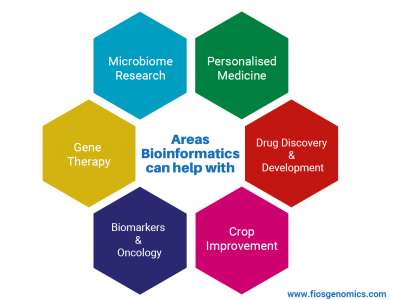 Microbiome
Research
Personalised
Medicine
Gene
Therapy
Areas
Bioinformatics
can help with
Drug Discovery
&
Development
Biomarkers
&
Oncology
Crop
Improvement
www.fiosgenomics.com